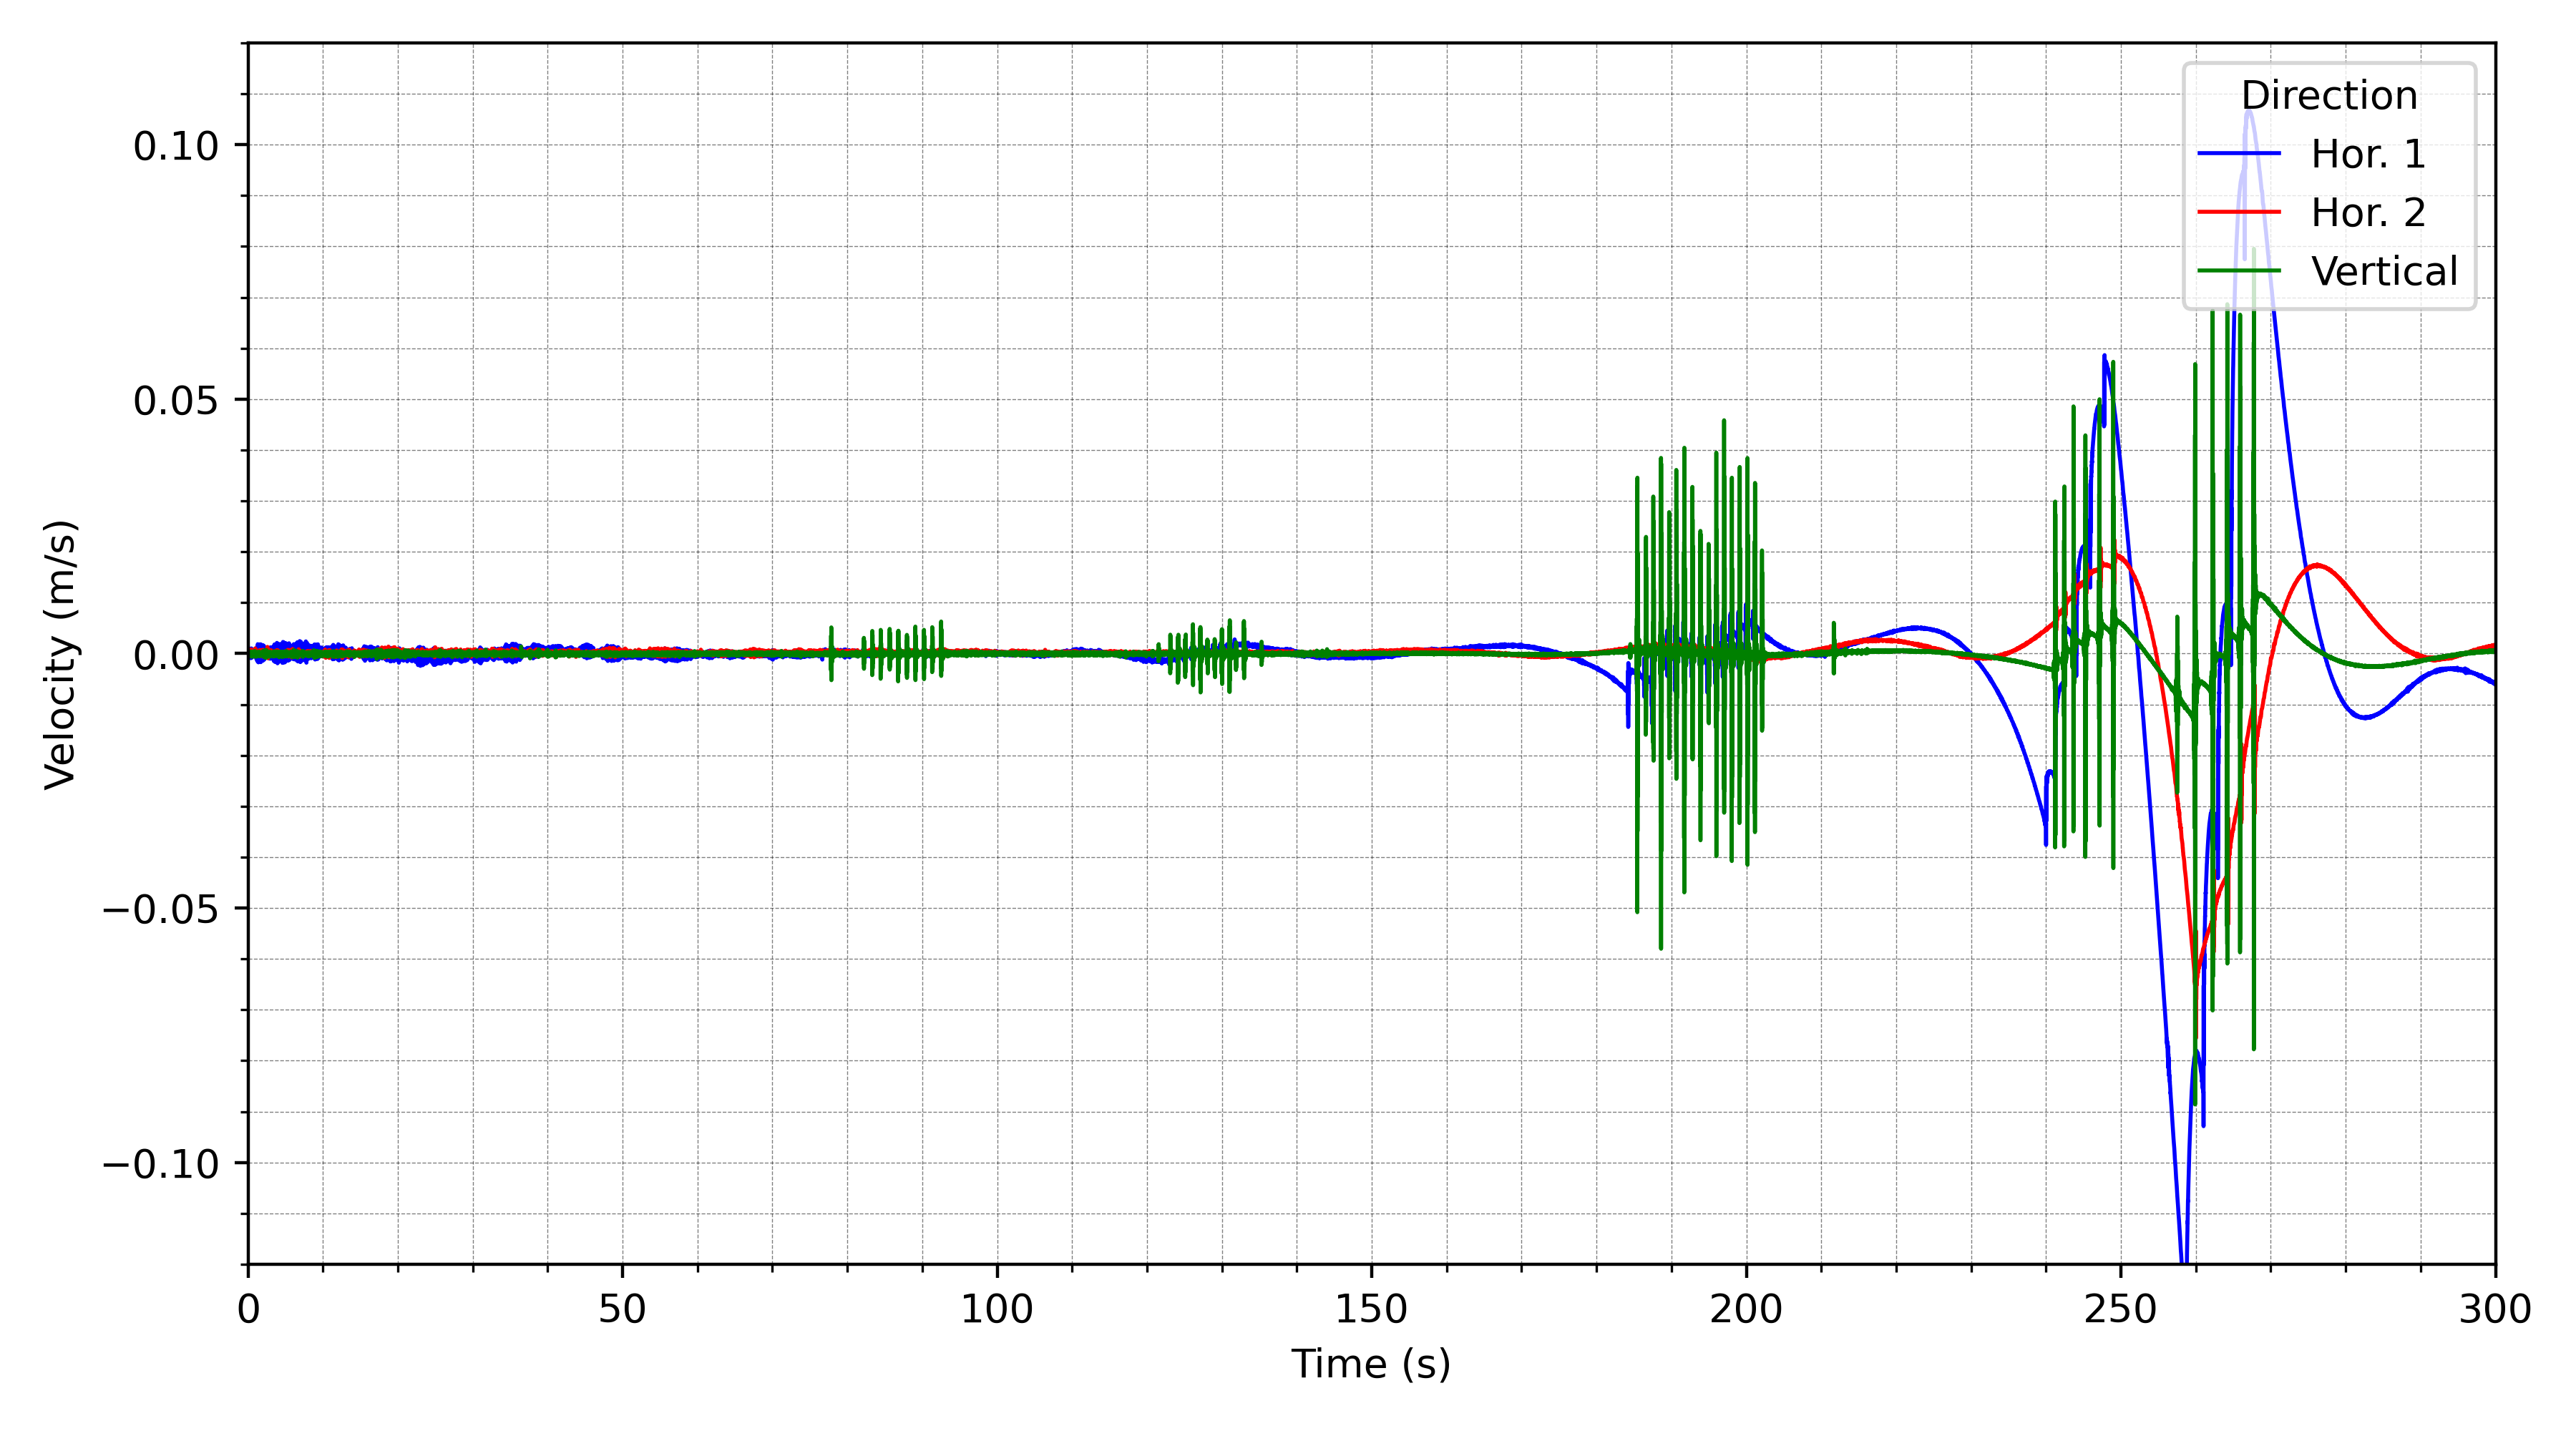 Direction
Hor. 1
Hor. 2
Vertical
Velocity (m/s)
0.10
0.05
0.00
−0.05
−0.10
0 50 100 150 200 250 300
Time (s)